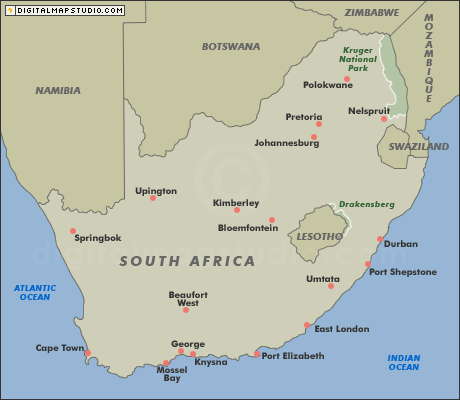 DIGITALMAPSTUDIO.COM
ZIMBABWE
MOZAMBIQUE
BOTSWANA
Kruger
National
Park
NAMIBIA
Polokwane
Nelspruit
Pretoria
Johannesburg
SWAZILAND
Upington
Kimberley
Drakensberg
Bloemfontein
Springbok
LESOTHO
Durban
digitalmapstudio.com
SOUTH AFRICA
Port Shepstone
Umtata
ATLANTIC
OCEAN
Beaufort
West
East London
George
Cape Town
Knysna
Port Elizabeth
INDIAN
OCEAN
Mossel
Bay
©